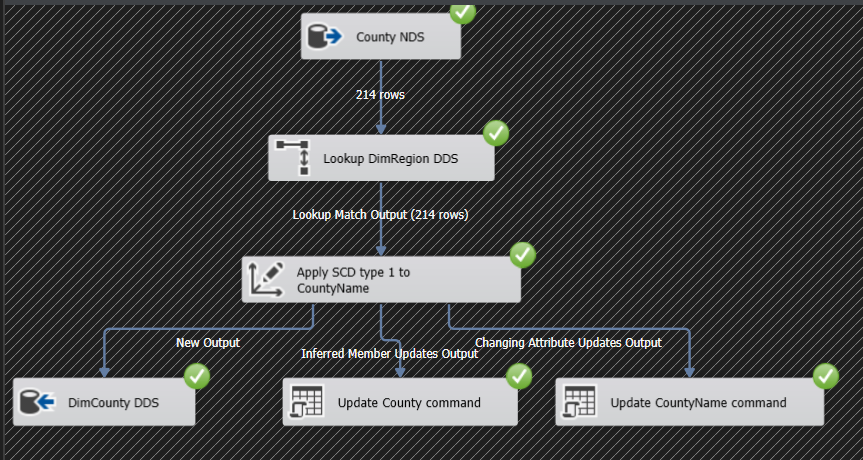 County NDS
214 rows
Lookup DimRegion DDS
Lookup Match Output (214 rows)
Apply SCD type 1 to
CountyName
New Output
Inferred Member Updates Output
Changing Attribute Updates Output
DimCounty DDS
Update County command
Update CountyName command